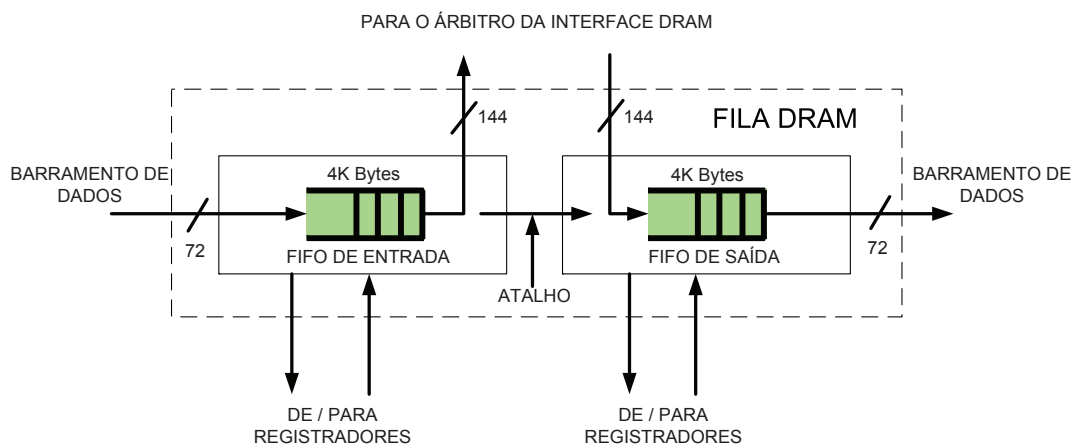 PARA O ÁRBITRO DA INTERFACE DRAM
144
144
FILA DRAM
BARRAMENTO DE
DADOS
72
4K Bytes
FIFO DE ENTRADA
ATALHO
4K Bytes
FIFO DE SAÍDA
72
BARRAMENTO DE
DADOS
DE / PARA
REGISTRADORES
DE / PARA
REGISTRADORES